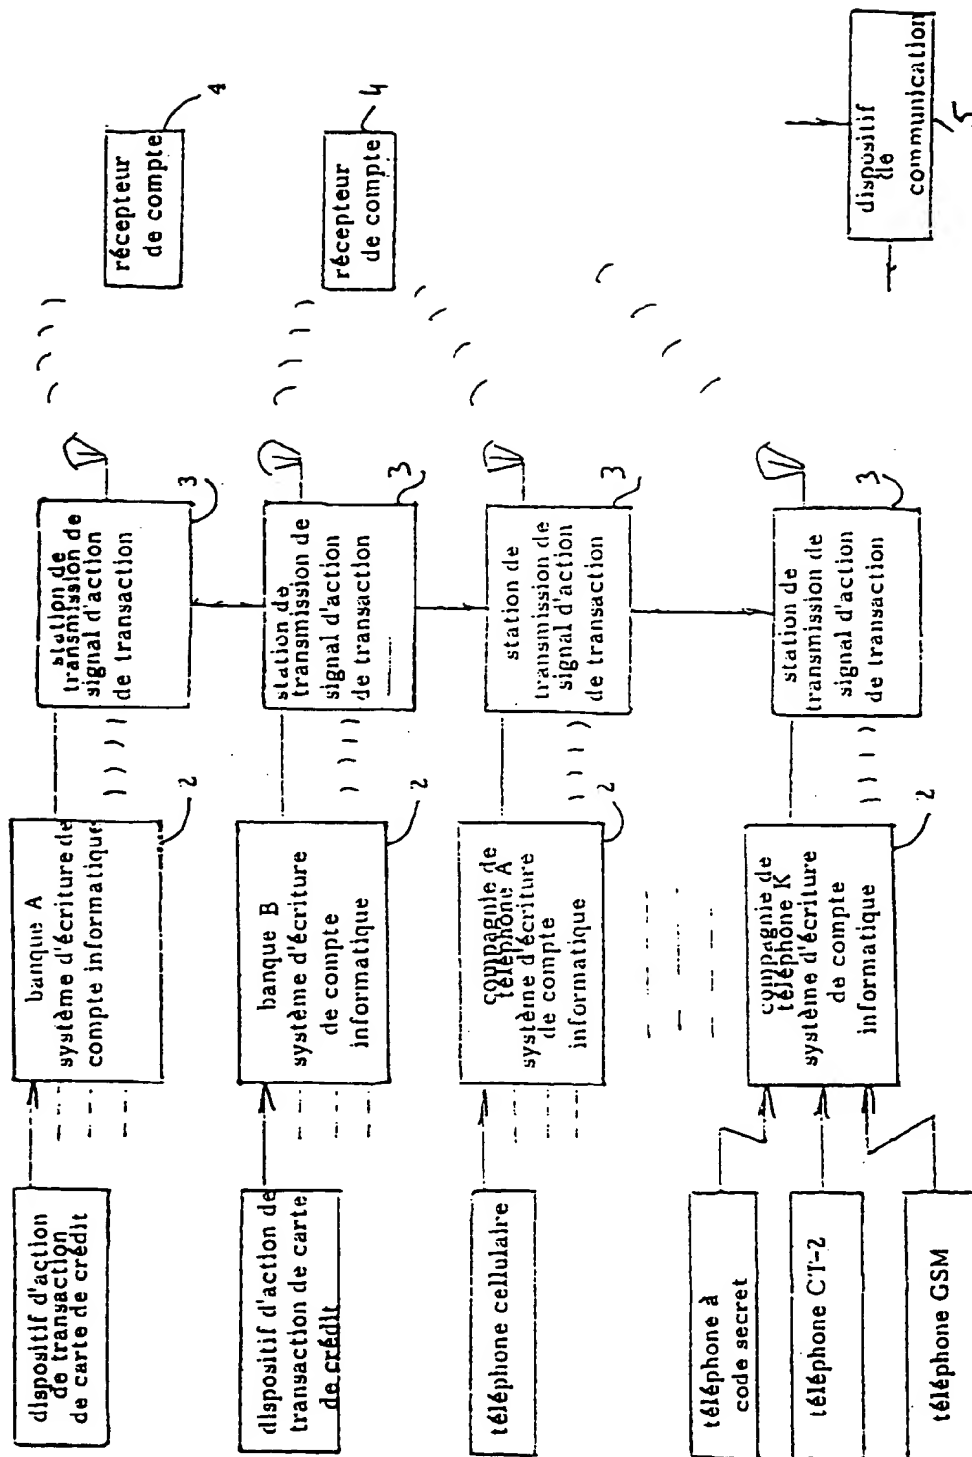 dispositif d'action
de transaction
de carte de crédit
banque A
système d'écriture de
compte informatique
2
station de
transmission de
signal d'action
de transaction
3
récepteur
de compte
4
dispositif d'action de
transaction de carte
de crédit
banque B
système d'écriture
de compte
informatique
2
station de
transmission de
signal d'action
de transaction
3
récepteur
de compte
4
téléphone cellulaire
compagnie de
téléphone A
système d'écriture
de compte
informatique
2
station de
transmission de
signal d'action
de transaction
3
téléphone à
code secret
téléphone CT-2
téléphone GSM
compagnie de
téléphone K
système d'écriture
de compte
informatique
2
station de
transmission de
signal d'action
de transaction
3
dispositif
de
communication
5